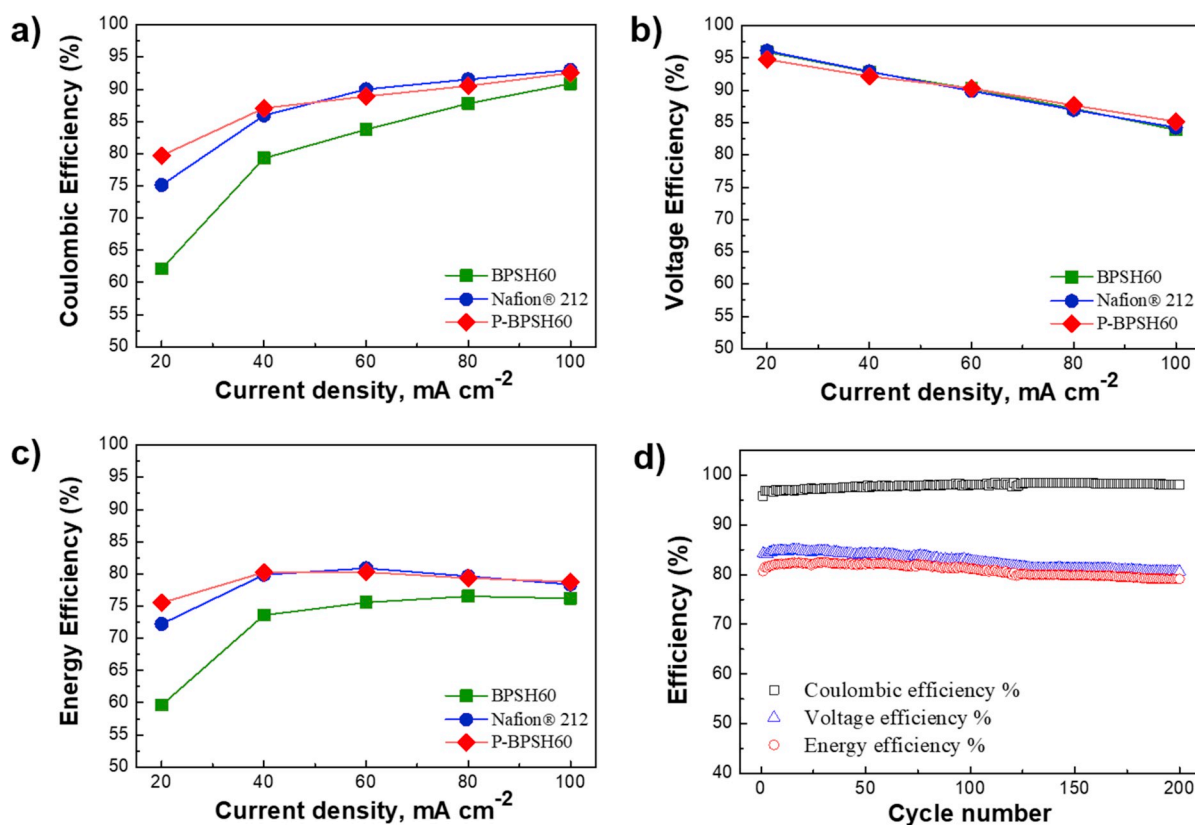 a)
Coulombic Efficiency (%)
100
95
90
85
80
75
70
65
60
55
50
20 40 60 80 100
Current density, mA cm⁻²
BPSH60
Nafion® 212
P-BPSH60
b)
Voltage Efficiency (%)
100
95
90
85
80
75
70
65
60
55
50
20 40 60 80 100
Current density, mA cm⁻²
BPSH60
Nafion® 212
P-BPSH60
c)
Energy Efficiency (%)
100
95
90
85
80
75
70
65
60
55
50
20 40 60 80 100
Current density, mA cm⁻²
BPSH60
Nafion® 212
P-BPSH60
d)
Efficiency (%)
100
90
80
70
60
50
40
0 50 100 150 200
Cycle number
Coulombic efficiency %
Voltage efficiency %
Energy efficiency %